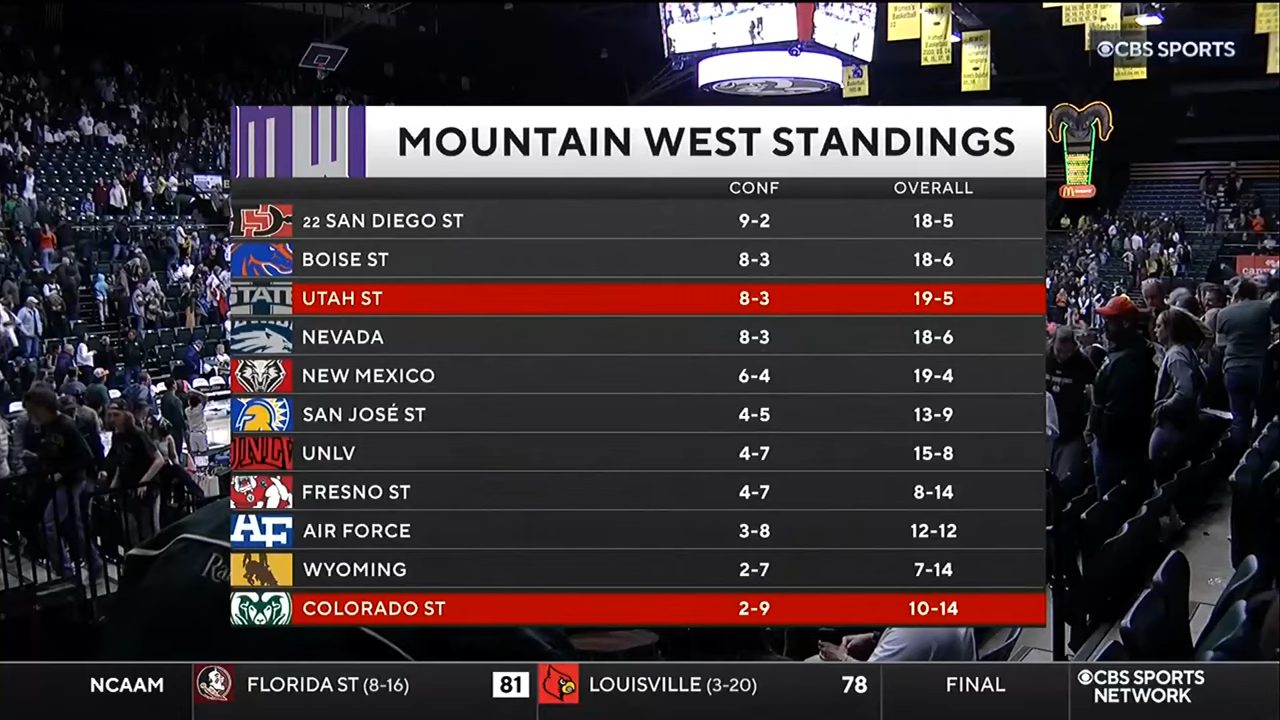 CBS SPORTS
MOUNTAIN WEST STANDINGS
CONF OVERALL
22 SAN DIEGO ST 9-2 18-5
BOISE ST 8-3 18-6
STATE UTAH ST 8-3 19-5
NEVADA 8-3 18-6
NEW MEXICO 6-4 19-4
SAN JOSÉ ST 4-5 13-9
UNLV UNLV 4-7 15-8
FRESNO ST 4-7 8-14
AF AIR FORCE 3-8 12-12
WYOMING 2-7 7-14
COLORADO ST 2-9 10-14
NCAAM FLORIDA ST (8-16) 81 LOUISVILLE (3-20) 78 FINAL CBS SPORTS
NETWORK